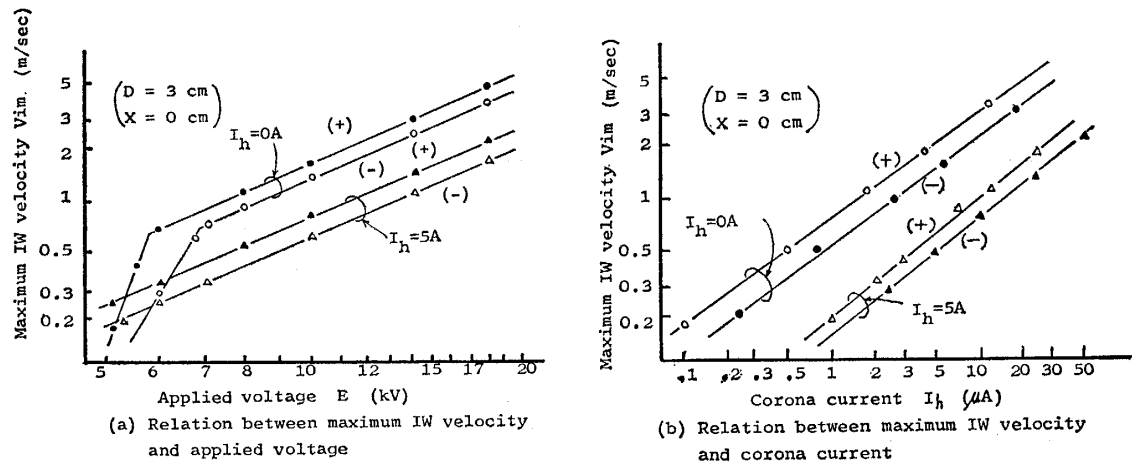 Maximum IW velocity Vim. (m/sec)
5
3
2
1
0.5
0.3
0.2
(D = 3 cm
X = 0 cm)
I_h=0A
(+)
(-)
(+)
(-)
I_h=5A
5 6 7 8 10 12 15 17 20
Applied voltage E (kV)
(a) Relation between maximum IW velocity
and applied voltage
Maximum IW velocity Vim (m/sec)
5
3
2
1
0.5
0.3
0.2
(D = 3 cm
X = 0 cm)
(+)
(-)
I_h=0A
(+)
(-)
I_h=5A
.1 .2 .3 .5 1 2 3 5 10 20 30 50
Corona current I_h (μA)
(b) Relation between maximum IW velocity
and corona current